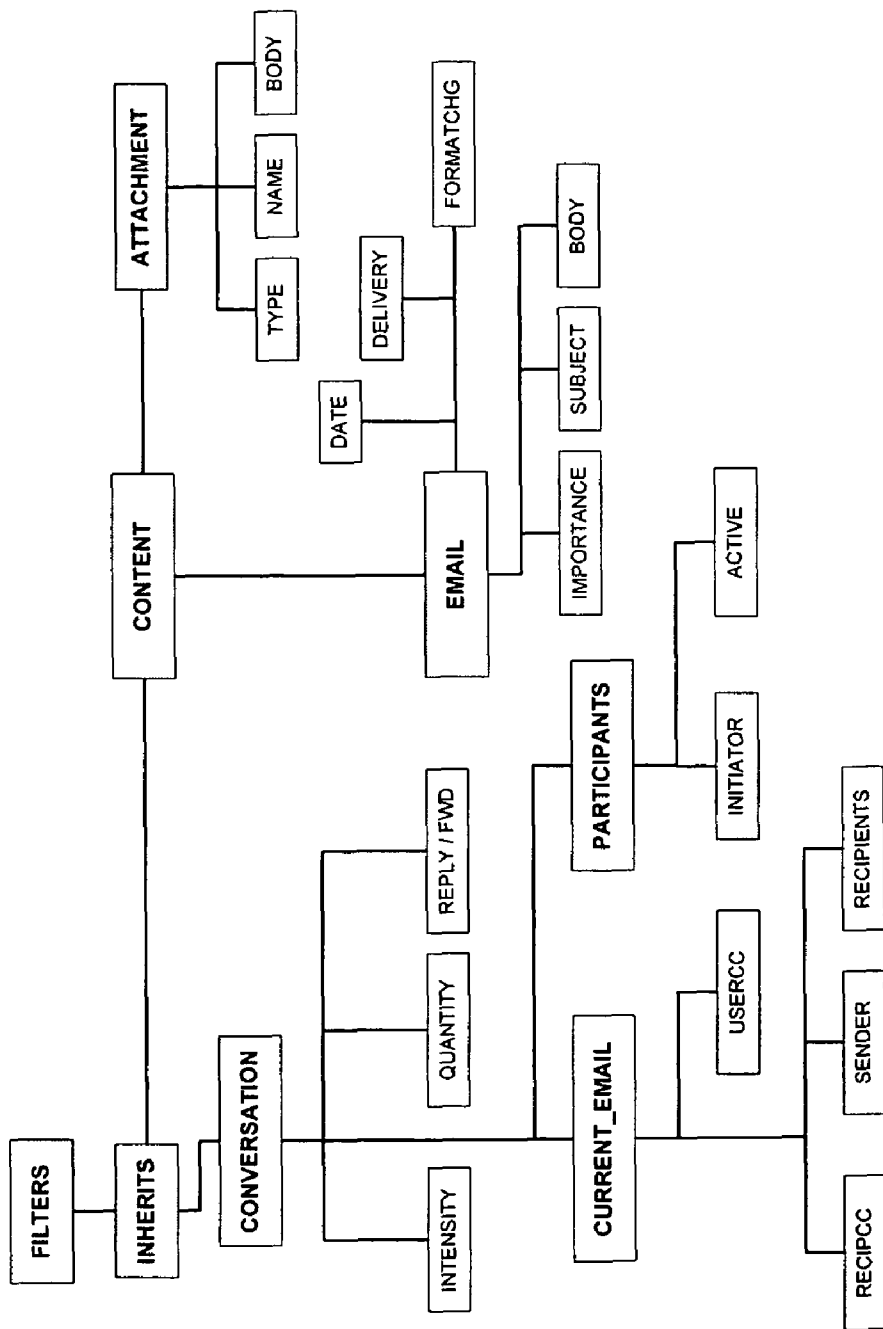 FILTERS
INHERITS
CONTENT
ATTACHMENT
TYPE
NAME
BODY
CONVERSATION
DATE
DELIVERY
EMAIL
FORMATCHG
INTENSITY
QUANTITY
REPLY / FWD
IMPORTANCE
SUBJECT
BODY
CURRENT_EMAIL
PARTICIPANTS
USERCC
INITIATOR
ACTIVE
RECIPCC
SENDER
RECIPIENTS